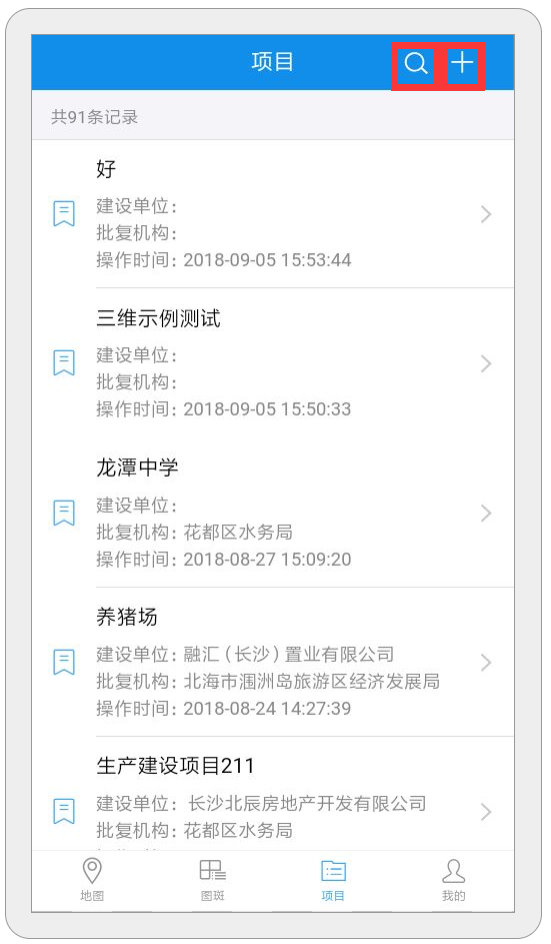 项目
共91条记录
好
建设单位:
批复机构:
操作时间: 2018-09-05 15:53:44
三维示例测试
建设单位:
批复机构:
操作时间: 2018-09-05 15:50:33
龙潭中学
建设单位:
批复机构: 花都区水务局
操作时间: 2018-08-27 15:09:20
养猪场
建设单位: 融汇(长沙)置业有限公司
批复机构: 北海市涠洲岛旅游区经济发展局
操作时间: 2018-08-24 14:27:39
生产建设项目211
建设单位: 长沙北辰房地产开发有限公司
批复机构: 花都区水务局
地图 图斑 项目 我的